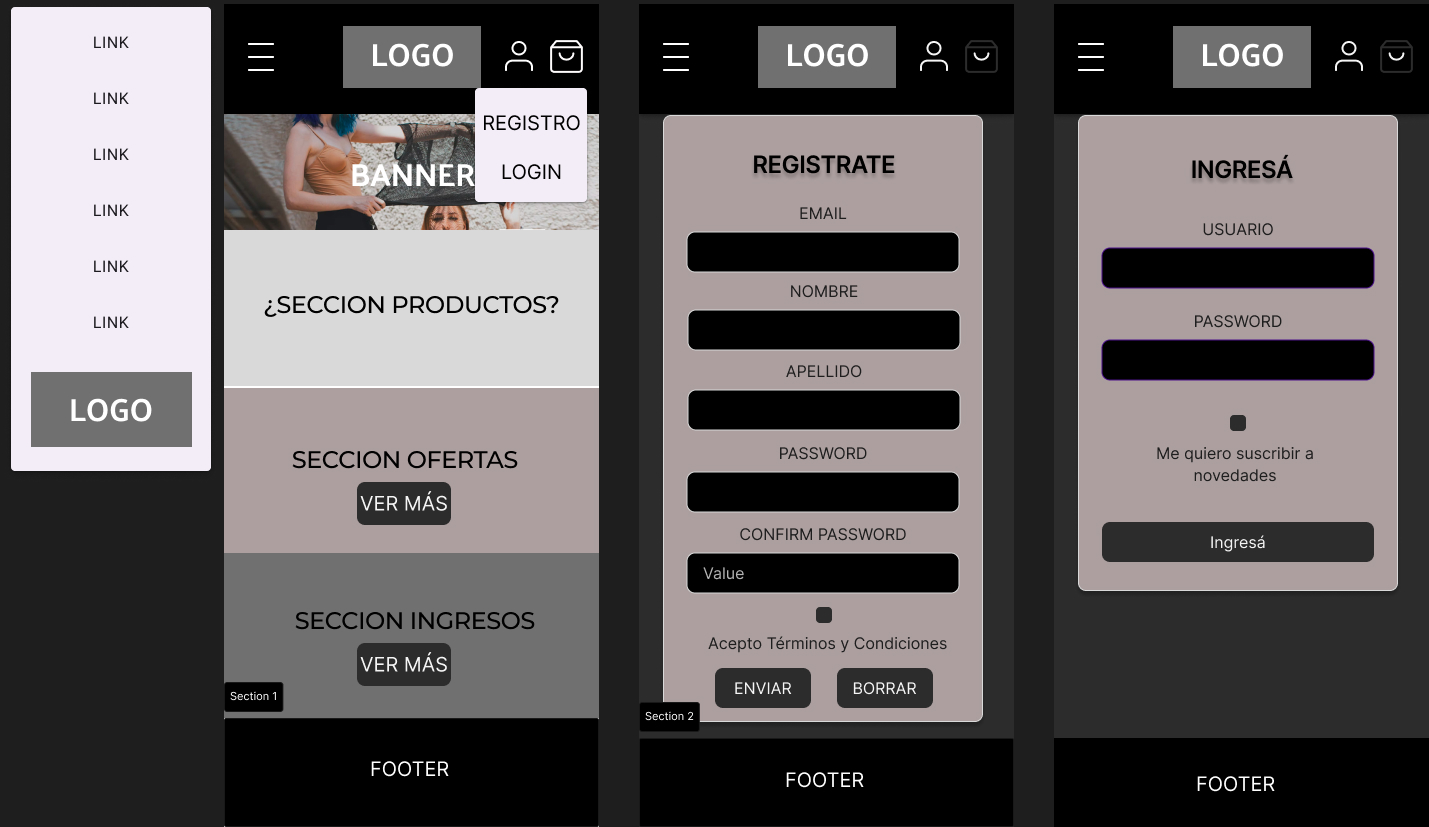 LINK
LINK
LINK
LINK
LINK
LINK
LOGO
LOGO
REGISTRO
LOGIN
BANNER
¿SECCION PRODUCTOS?
SECCION OFERTAS
VER MÁS
SECCION INGRESOS
VER MÁS
Section 1
FOOTER
LOGO
REGISTRATE
EMAIL
NOMBRE
APELLIDO
PASSWORD
CONFIRM PASSWORD
Value
Acepto Términos y Condiciones
ENVIAR
BORRAR
Section 2
FOOTER
LOGO
INGRESÁ
USUARIO
PASSWORD
Me quiero suscribir a
novedades
Ingresá
FOOTER